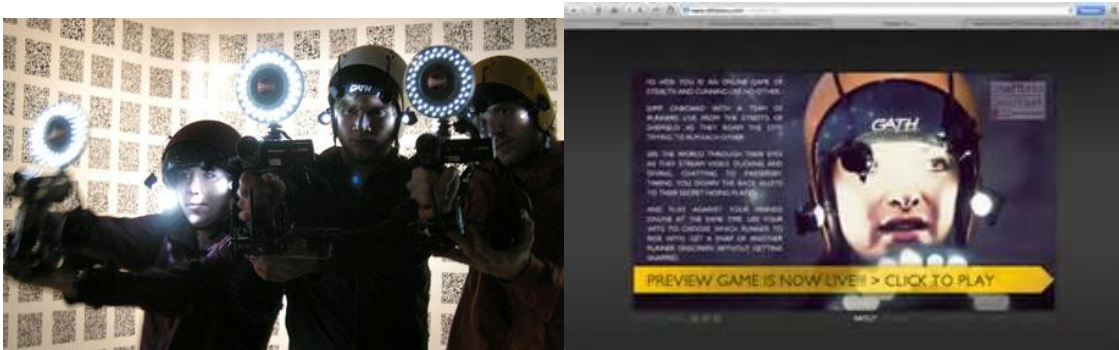 GATH
GATH
I'D HIDE YOU IS AN ONLINE GAME OF
STEALTH AND CUNNING LIKE NO OTHER.
JUMP ONBOARD WITH A TEAM OF
RUNNERS LIVE FROM THE STREETS OF
SHEFFIELD AS THEY ROAM THE CITY
TRYING TO FILM EACH OTHER.
SEE THE WORLD THROUGH THEIR EYES
AS THEY STREAM VIDEO, DUCKING AND
DIVING, CHATTING TO PASSERSBY,
TAKING YOU DOWN THE BACK ALLEYS
TO THEIR SECRET HIDING PLACES.
AND PLAY AGAINST YOUR FRIENDS
ONLINE AT THE SAME TIME. USE YOUR
WITS TO CHOOSE WHICH RUNNER TO
RIDE WITH, GET A SNAP OF ANOTHER
RUNNER ONSCREEN WITHOUT GETTING
SNAPPED.
PREVIEW GAME IS NOW LIVE!!! > CLICK TO PLAY
ABOUT